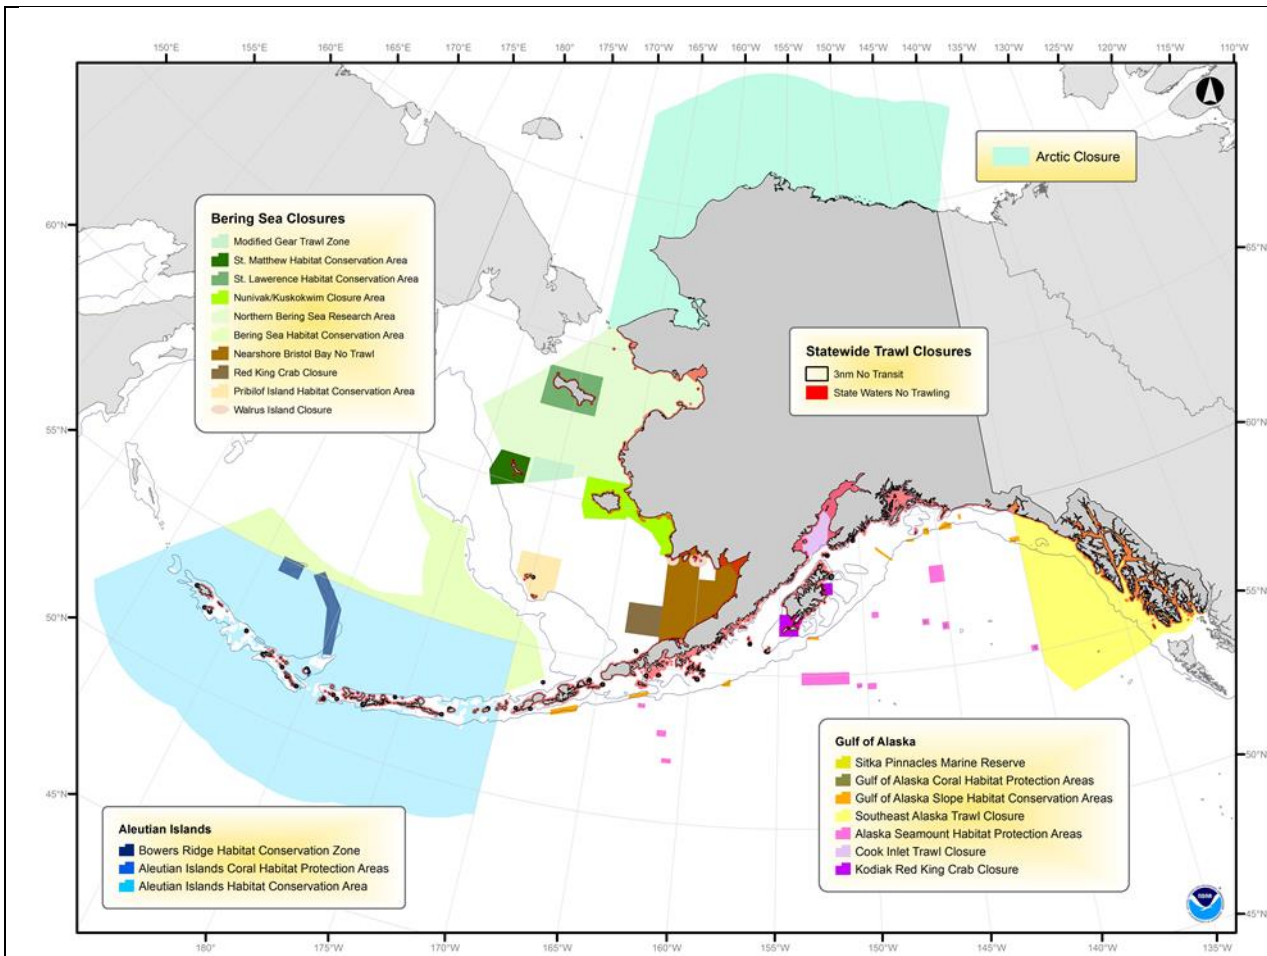 150°E 155°E 160°E 165°E 170°E 175°E 180° 175°W 170°W 165°W 160°W 155°W 150°W 140°W 135°W 130°W 125°W 120°W 115°W 110°W
Arctic Closure
Bering Sea Closures
Modified Gear Trawl Zone
St. Matthew Habitat Conservation Area
St. Lawerence Habitat Conservation Area
Nunivak/Kuskokwim Closure Area
Northern Bering Sea Research Area
Bering Sea Habitat Conservation Area
Nearshore Bristol Bay No Trawl
Red King Crab Closure
Pribilof Island Habitat Conservation Area
Walrus Island Closure
60°N
65°N
Statewide Trawl Closures
3nm No Transit
State Waters No Trawling
55°N
60°N
50°N
55°N
45°N
50°N
Gulf of Alaska
Sitka Pinnacles Marine Reserve
Gulf of Alaska Coral Habitat Protection Areas
Gulf of Alaska Slope Habitat Conservation Areas
Southeast Alaska Trawl Closure
Alaska Seamount Habitat Protection Areas
Cook Inlet Trawl Closure
Kodiak Red King Crab Closure
Aleutian Islands
Bowers Ridge Habitat Conservation Zone
Aleutian Islands Coral Habitat Protection Areas
Aleutian Islands Habitat Conservation Area
noaa
45°N
180° 175°W 170°W 165°W 160°W 155°W 150°W 145°W 140°W 135°W